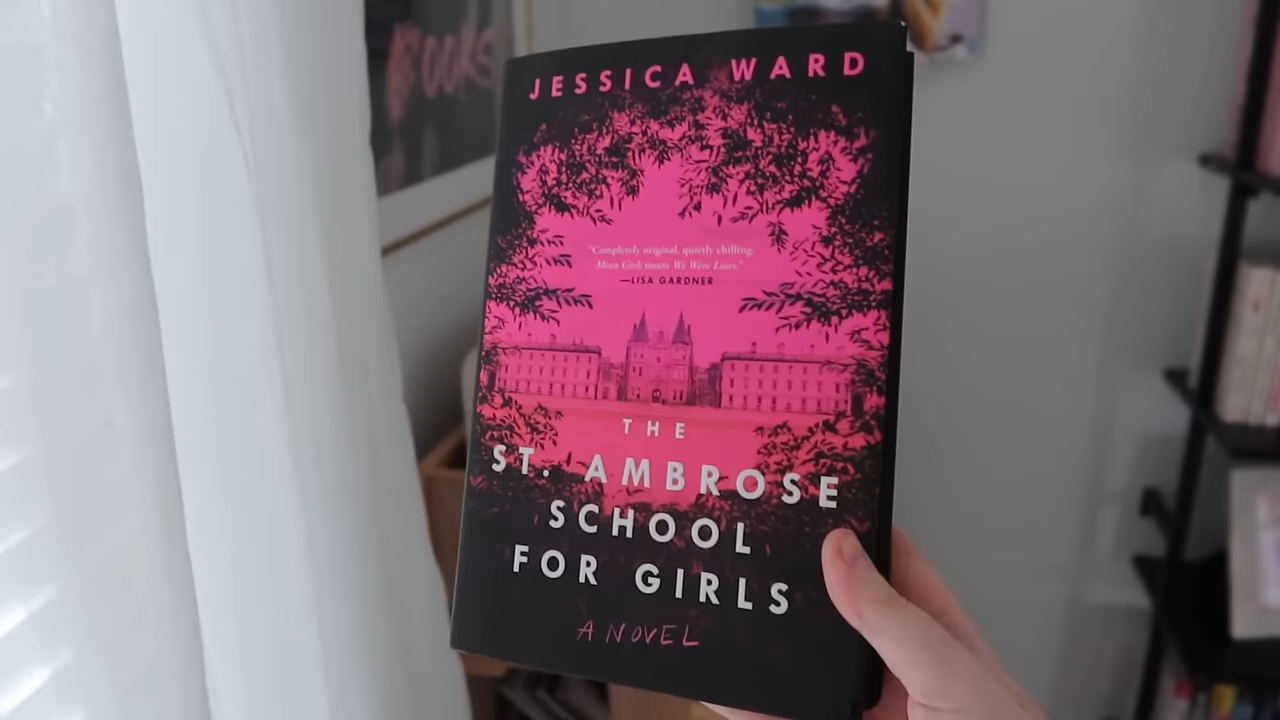 BOOKS
JESSICA WARD
"Completely original, quietly chilling.
Mean Girls meets We Were Liars."
—LISA GARDNER
THE
ST. AMBROSE
SCHOOL
FOR GIRLS
A NOVEL